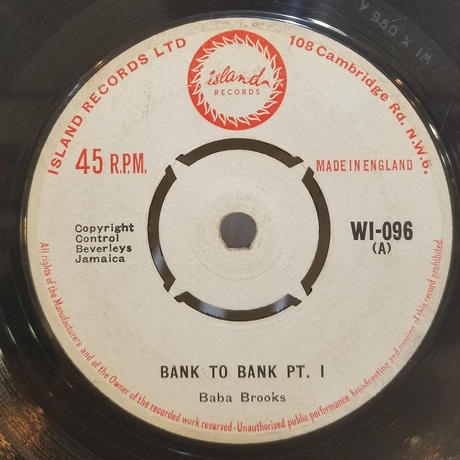 ISLAND RECORDS LTD
island
RECORDS
108 Cambridge Rd. N.W.6.
45 R.P.M.
MADE IN ENGLAND
Copyright
Control
Beverleys
Jamaica
WI-096
(A)
BANK TO BANK PT. I
Baba Brooks
All rights of the Manufacturers and of the Owner of the recorded work reserved - Unauthorised public performance, broadcasting and copying of this record prohibited.
WI X 960 A